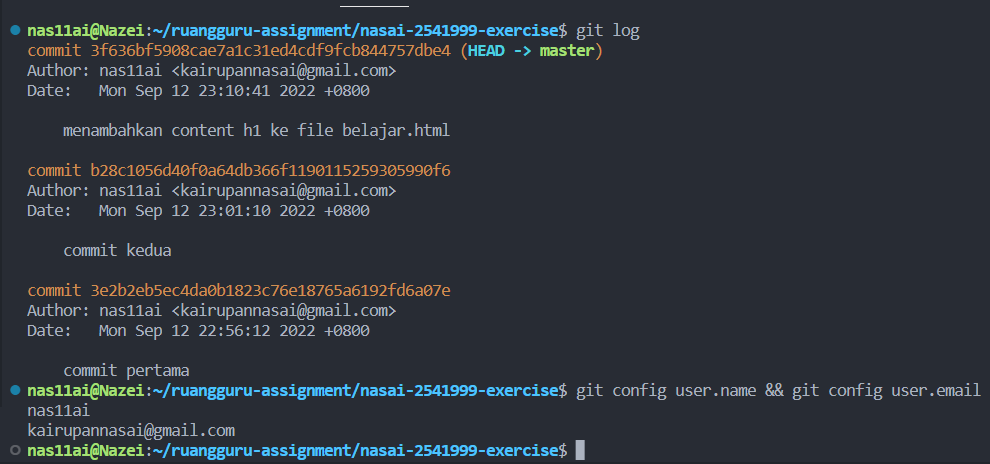 nas11ai@Nazei:~/ruangguru-assignment/nasai-2541999-exercise$ git log
commit 3f636bf5908cae7a1c31ed4cdf9fcb844757dbe4 (HEAD -> master)
Author: nas11ai <kairupannasai@gmail.com>
Date:   Mon Sep 12 23:10:41 2022 +0800
    menambahkan content h1 ke file belajar.html
commit b28c1056d40f0a64db366f1190115259305990f6
Author: nas11ai <kairupannasai@gmail.com>
Date:   Mon Sep 12 23:01:10 2022 +0800
    commit kedua
commit 3e2b2eb5ec4da0b1823c76e18765a6192fd6a07e
Author: nas11ai <kairupannasai@gmail.com>
Date:   Mon Sep 12 22:56:12 2022 +0800
    commit pertama
nas11ai@Nazei:~/ruangguru-assignment/nasai-2541999-exercise$ git config user.name && git config user.email
nas11ai
kairupannasai@gmail.com
nas11ai@Nazei:~/ruangguru-assignment/nasai-2541999-exercise$